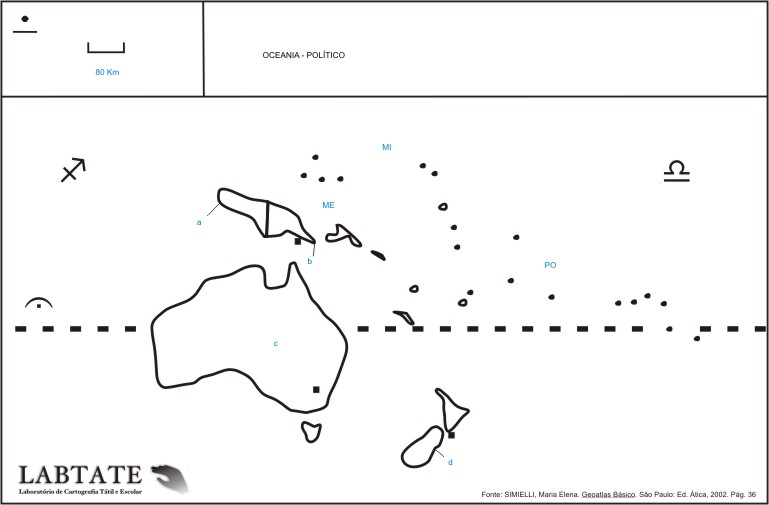 80 Km
OCEANIA - POLÍTICO
MI
ME
a
b
PO
c
d
LABTATE
Laboratório de Cartografia Tátil e Escolar
Fonte: SIMIELLI, Maria Elena. Geoatlas Básico. São Paulo: Ed. Ática, 2002. Pág. 36